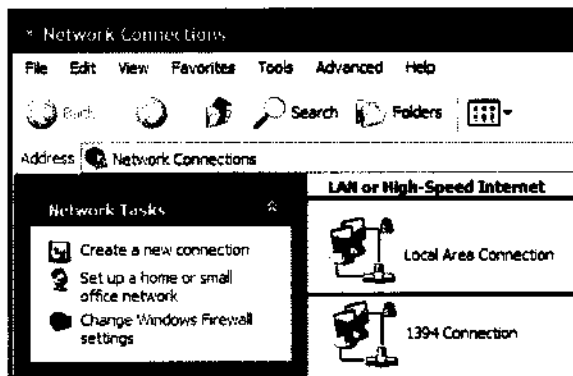 Network Connections
File Edit View Favorites Tools Advanced Help
Back Search Folders
Address Network Connections
Network Tasks
Create a new connection
Set up a home or small
office network
Change Windows Firewall
settings
LAN or High-Speed Internet
Local Area Connection
1394 Connection